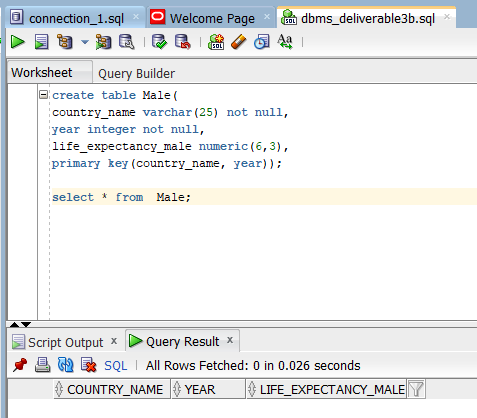 connection_1.sql x Welcome Page x dbms_deliverable3b.sql x
SQL Aa
Worksheet Query Builder
create table Male(
country_name varchar(25) not null,
year integer not null,
life_expectancy_male numeric(6,3),
primary key(country_name, year));
select * from  Male;
Script Output x Query Result x
SQL | All Rows Fetched: 0 in 0.026 seconds
COUNTRY_NAME YEAR LIFE_EXPECTANCY_MALE